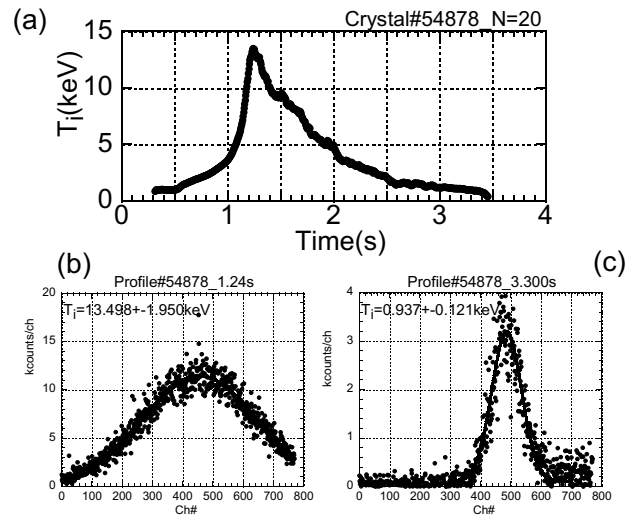 (a)
Crystal#54878_N=20
15
10
5
0
Ti(keV)
0 1 2 3 4
Time(s)
(b)
Profile#54878_1.24s
20
15
10
5
0
kcounts/ch
Ti=13.498+-1.950keV
0 100 200 300 400 500 600 700 800
Ch#
(c)
Profile#54878_3.300s
4
3
2
1
0
kcounts/ch
Ti=0.937+-0.121keV
0 100 200 300 400 500 600 700 800
Ch#